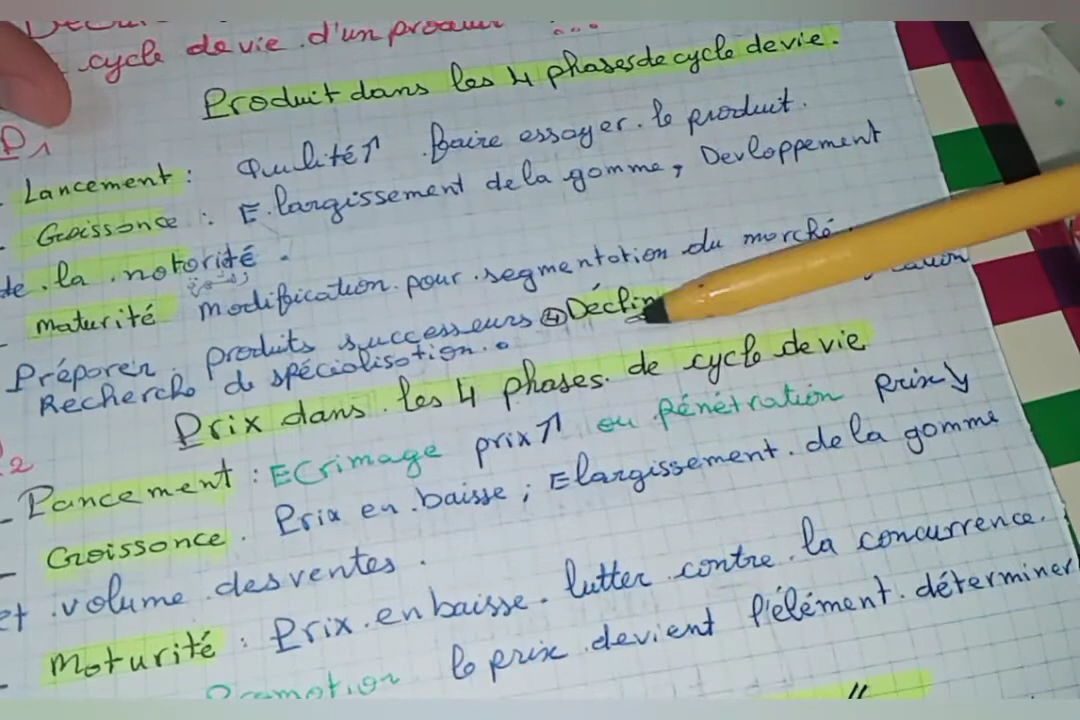 cycle de vie d'un produit ...
Produit dans les 4 phases de cycle de vie.
P1
- Lancement : Qualité↑ Faire essayer le produit.
- Croissance : Elargissement de la gamme, Devloppement
de la notorité.
- maturité modification pour segmentation du marché.
Préparer produits successeurs ④ Déclin
Recherche de spécialisation.
Prix dans les 4 phases de cycle de vie
2
- Lancement : ECrimage prix↑ ou pénétration prix↘
- Croissance. Prix en baisse ; Elargissement de la gamme
et volume des ventes.
- Maturité : Prix en baisse. lutter contre la concurrence.
Promotion le prix devient l'élément déterminer
"